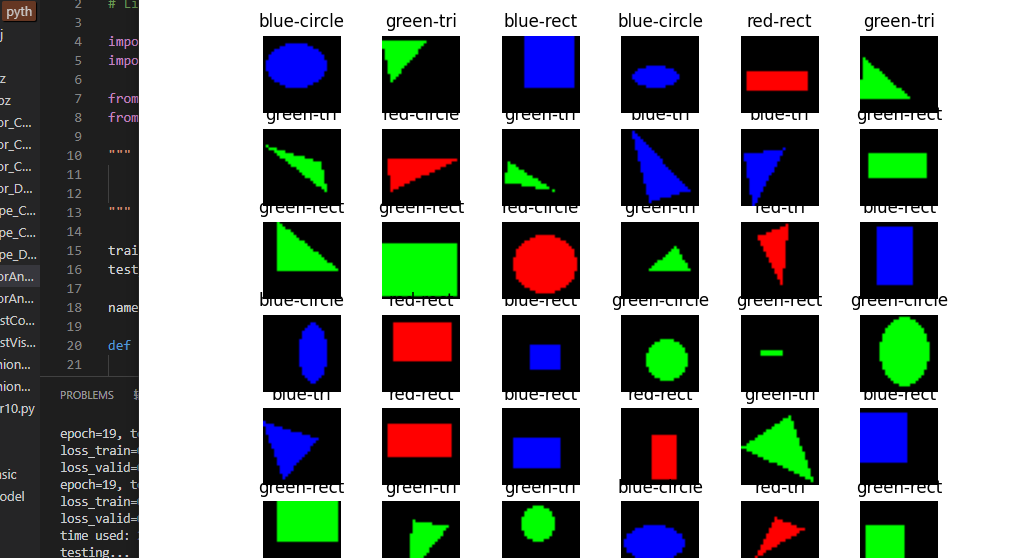 pyth
j
z
oz
or_C...
or_C...
or_C...
or_D...
pe_C...
pe_C...
pe_D...
orAn...
orAn...
stCo...
stVis...
nion...
nion...
r10.py
sic
odel
2 # Li
3
4 impo
5 impo
6
7 from
8 from
9
10 """
11
12
13 """
14
15 trai
16 test
17
18 name
19
20 def
21
PROBLEMS
epoch=19, t
loss_train=
loss_valid=
epoch=19, t
loss_train=
loss_valid=
time used:
testing...
blue-circle green-tri blue-rect blue-circle red-rect green-tri
green-tri red-circle green-tri blue-tri blue-tri green-rect
green-rect green-rect red-circle green-tri red-tri blue-rect
blue-circle red-rect blue-rect green-circle green-rect green-circle
blue-tri red-rect blue-rect red-rect green-tri blue-rect
green-rect green-tri green-tri blue-circle red-tri green-rect